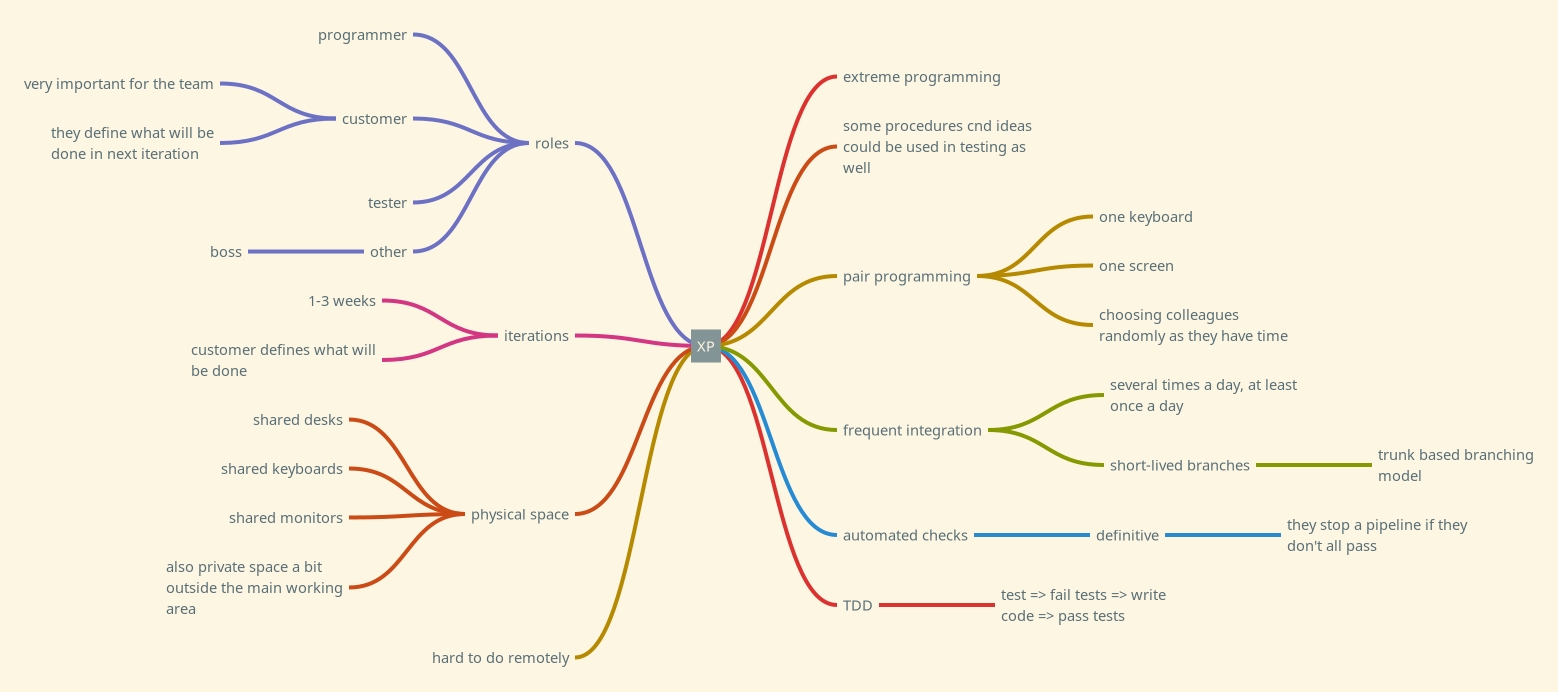 XP
extreme programming
some procedures cnd ideas
could be used in testing as
well
pair programming
one keyboard
one screen
choosing colleagues
randomly as they have time
frequent integration
several times a day, at least
once a day
short-lived branches
trunk based branching
model
automated checks
definitive
they stop a pipeline if they
don't all pass
TDD
test => fail tests => write
code => pass tests
roles
programmer
customer
very important for the team
they define what will be
done in next iteration
tester
other
boss
iterations
1-3 weeks
customer defines what will
be done
physical space
shared desks
shared keyboards
shared monitors
also private space a bit
outside the main working
area
hard to do remotely